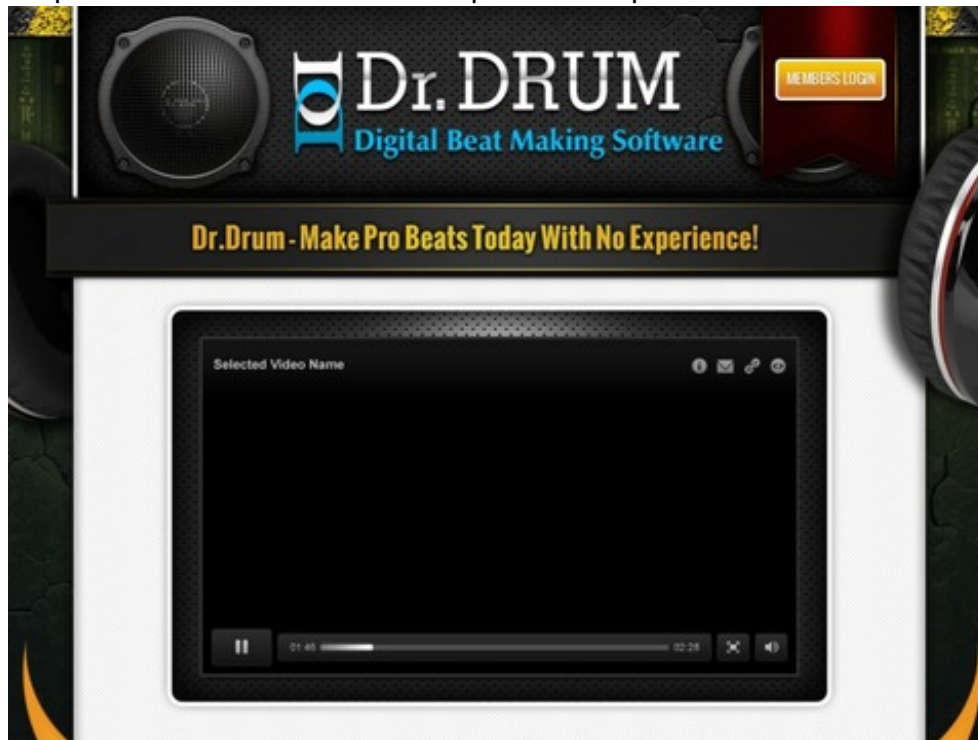 Dr. DRUM
Digital Beat Making Software
MEMBERS LOGIN
Dr.Drum - Make Pro Beats Today With No Experience!
Selected Video Name
01:46
02:28